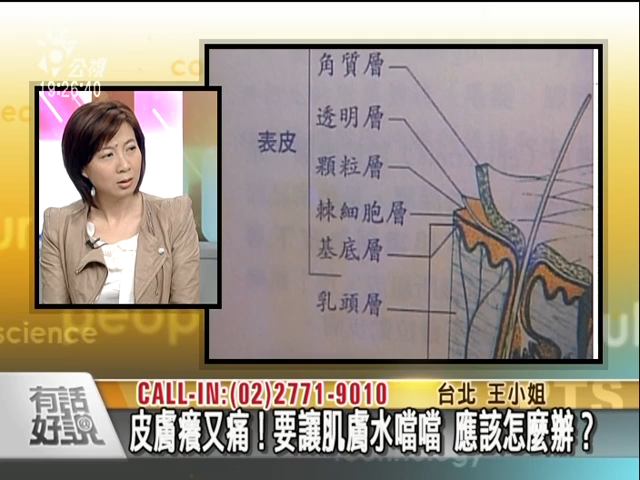 公視
19:26:40
角質層
透明層
表皮
顆粒層
棘細胞層
基底層
乳頭層
science
有話好說
CALL-IN:(02)2771-9010 台北 王小姐
皮膚癢又痛！要讓肌膚水噹噹 應該怎麼辦？